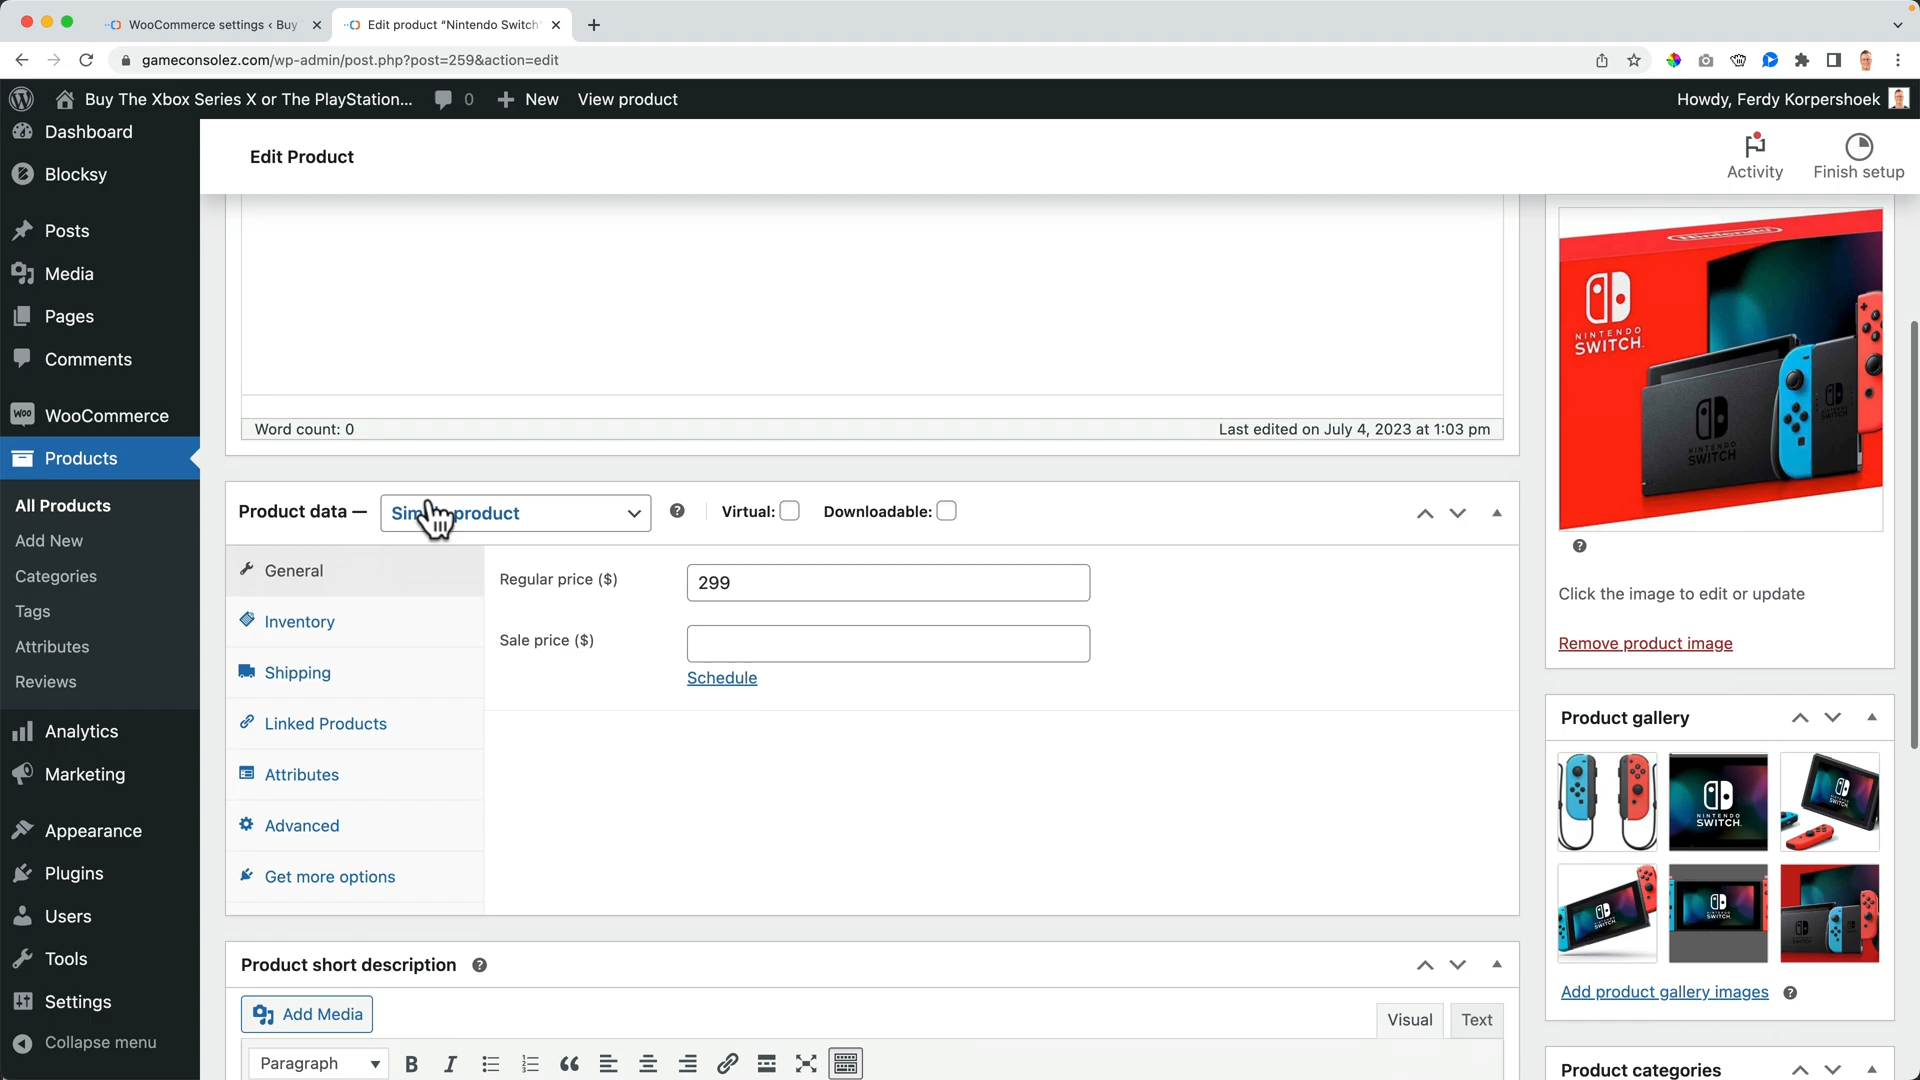 WooCommerce settings ‹ Buy
Edit product “Nintendo Switch”
gameconsolez.com/wp-admin/post.php?post=259&action=edit
Buy The Xbox Series X or The PlayStation...
0
New
View product
Howdy, Ferdy Korpershoek
Dashboard
Blocksy
Posts
Media
Pages
Comments
WooCommerce
Products
All Products
Add New
Categories
Tags
Attributes
Reviews
Analytics
Marketing
Appearance
Plugins
Users
Tools
Settings
Collapse menu
Edit Product
Activity
Finish setup
Word count: 0
Last edited on July 4, 2023 at 1:03 pm
Product data —
product
Virtual:
Downloadable:
General
Inventory
Shipping
Linked Products
Attributes
Advanced
Get more options
Regular price ($)
299
Sale price ($)
Schedule
Product short description
Add Media
Visual
Text
Paragraph
B
I
Nintendo
NINTENDO
SWITCH
NINTENDO
SWITCH
Click the image to edit or update
Remove product image
Product gallery
NINTENDO
SWITCH
Add product gallery images
Product categories